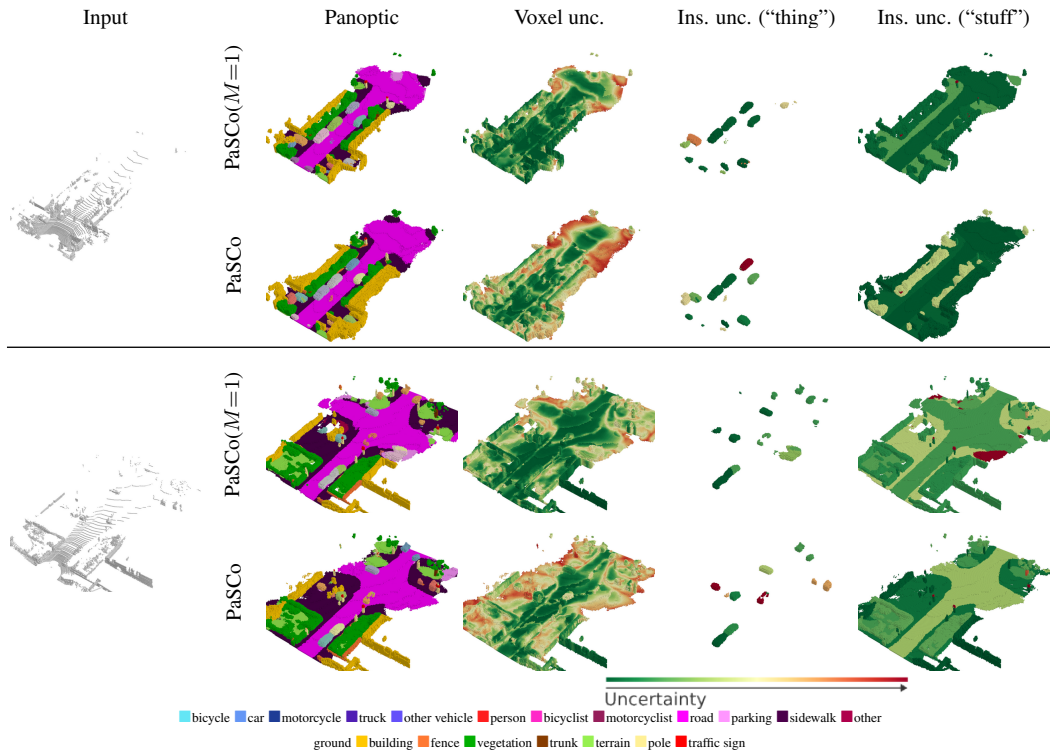 Input Panoptic Voxel unc. Ins. unc. (“thing”) Ins. unc. (“stuff”)
PaSCo(M=1)
PaSCo
PaSCo(M=1)
PaSCo
Uncertainty
bicycle car motorcycle truck other vehicle person bicyclist motorcyclist road parking sidewalk other
ground building fence vegetation trunk terrain pole traffic sign